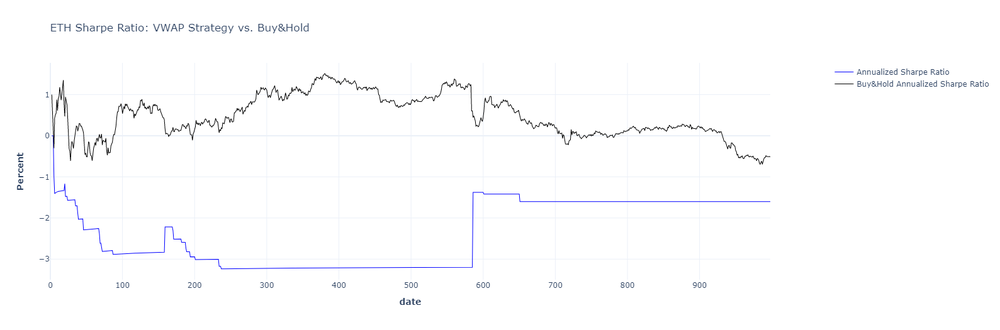 ETH Sharpe Ratio: VWAP Strategy vs. Buy&Hold
Annualized Sharpe Ratio
Buy&Hold Annualized Sharpe Ratio
Percent
1
0
−1
−2
−3
0 100 200 300 400 500 600 700 800 900
date